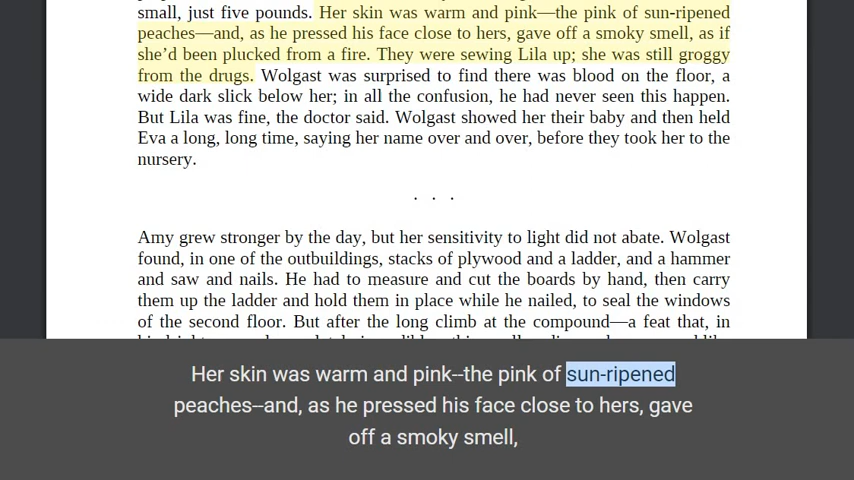 small, just five pounds. Her skin was warm and pink—the pink of sun-ripened
peaches—and, as he pressed his face close to hers, gave off a smoky smell, as if
she’d been plucked from a fire. They were sewing Lila up; she was still groggy
from the drugs. Wolgast was surprised to find there was blood on the floor, a
wide dark slick below her; in all the confusion, he had never seen this happen.
But Lila was fine, the doctor said. Wolgast showed her their baby and then held
Eva a long, long time, saying her name over and over, before they took her to the
nursery.
. . .
Amy grew stronger by the day, but her sensitivity to light did not abate. Wolgast
found, in one of the outbuildings, stacks of plywood and a ladder, and a hammer
and saw and nails. He had to measure and cut the boards by hand, then carry
them up the ladder and hold them in place while he nailed, to seal the windows
of the second floor. But after the long climb at the compound—a feat that, in
Her skin was warm and pink--the pink of sun-ripened
peaches--and, as he pressed his face close to hers, gave
off a smoky smell,